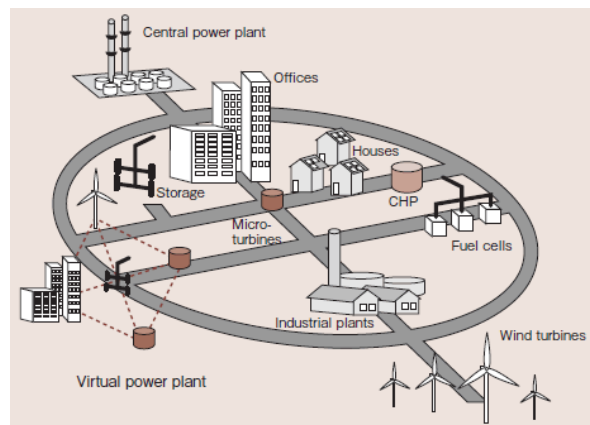 Central power plant
Offices
Houses
Storage
CHP
Micro-
turbines
Fuel cells
Industrial plants
Wind turbines
Virtual power plant